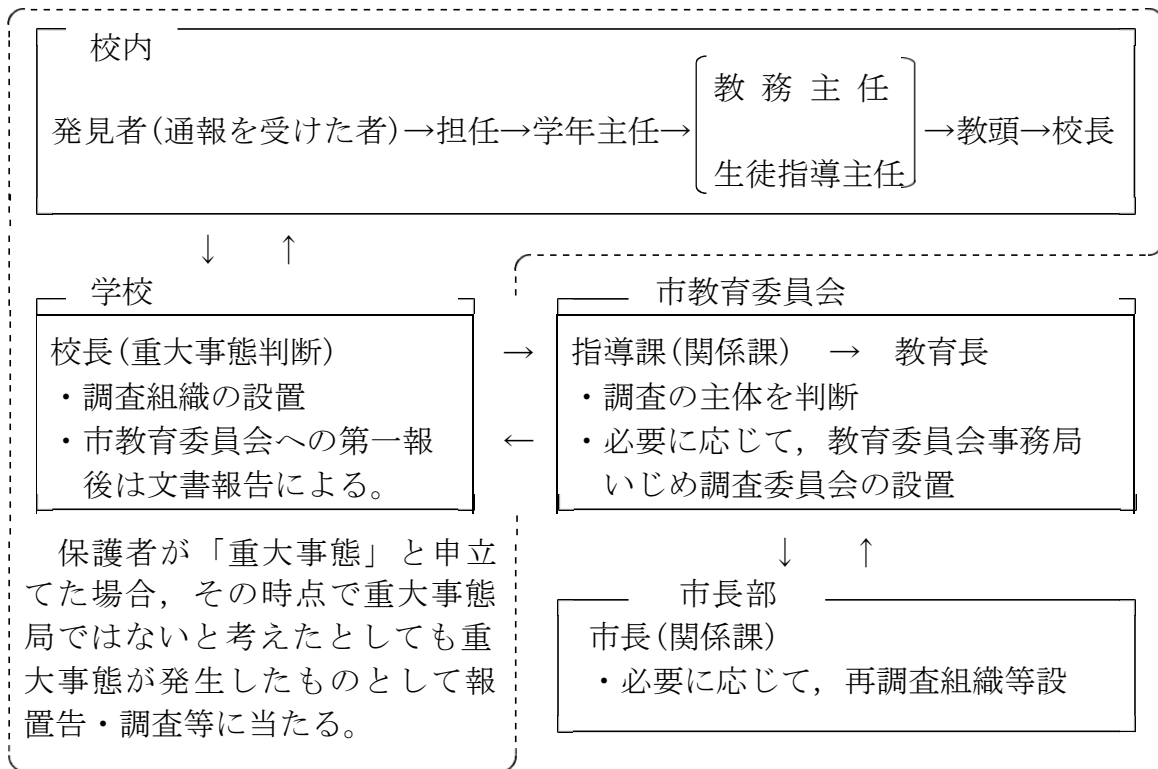 校内
発見者(通報を受けた者)→担任→学年主任→
教務主任
生徒指導主任
→教頭→校長
↓ ↑
学校
校長(重大事態判断)
・調査組織の設置
・市教育委員会への第一報
後は文書報告による。
→
←
市教育委員会
指導課(関係課) → 教育長
・調査の主体を判断
・必要に応じて，教育委員会事務局
いじめ調査委員会の設置
保護者が「重大事態」と申立
てた場合，その時点で重大事態
局ではないと考えたとしても重
大事態が発生したものとして報
置告・調査等に当たる。
↓ ↑
市長部
市長(関係課)
・必要に応じて，再調査組織等設